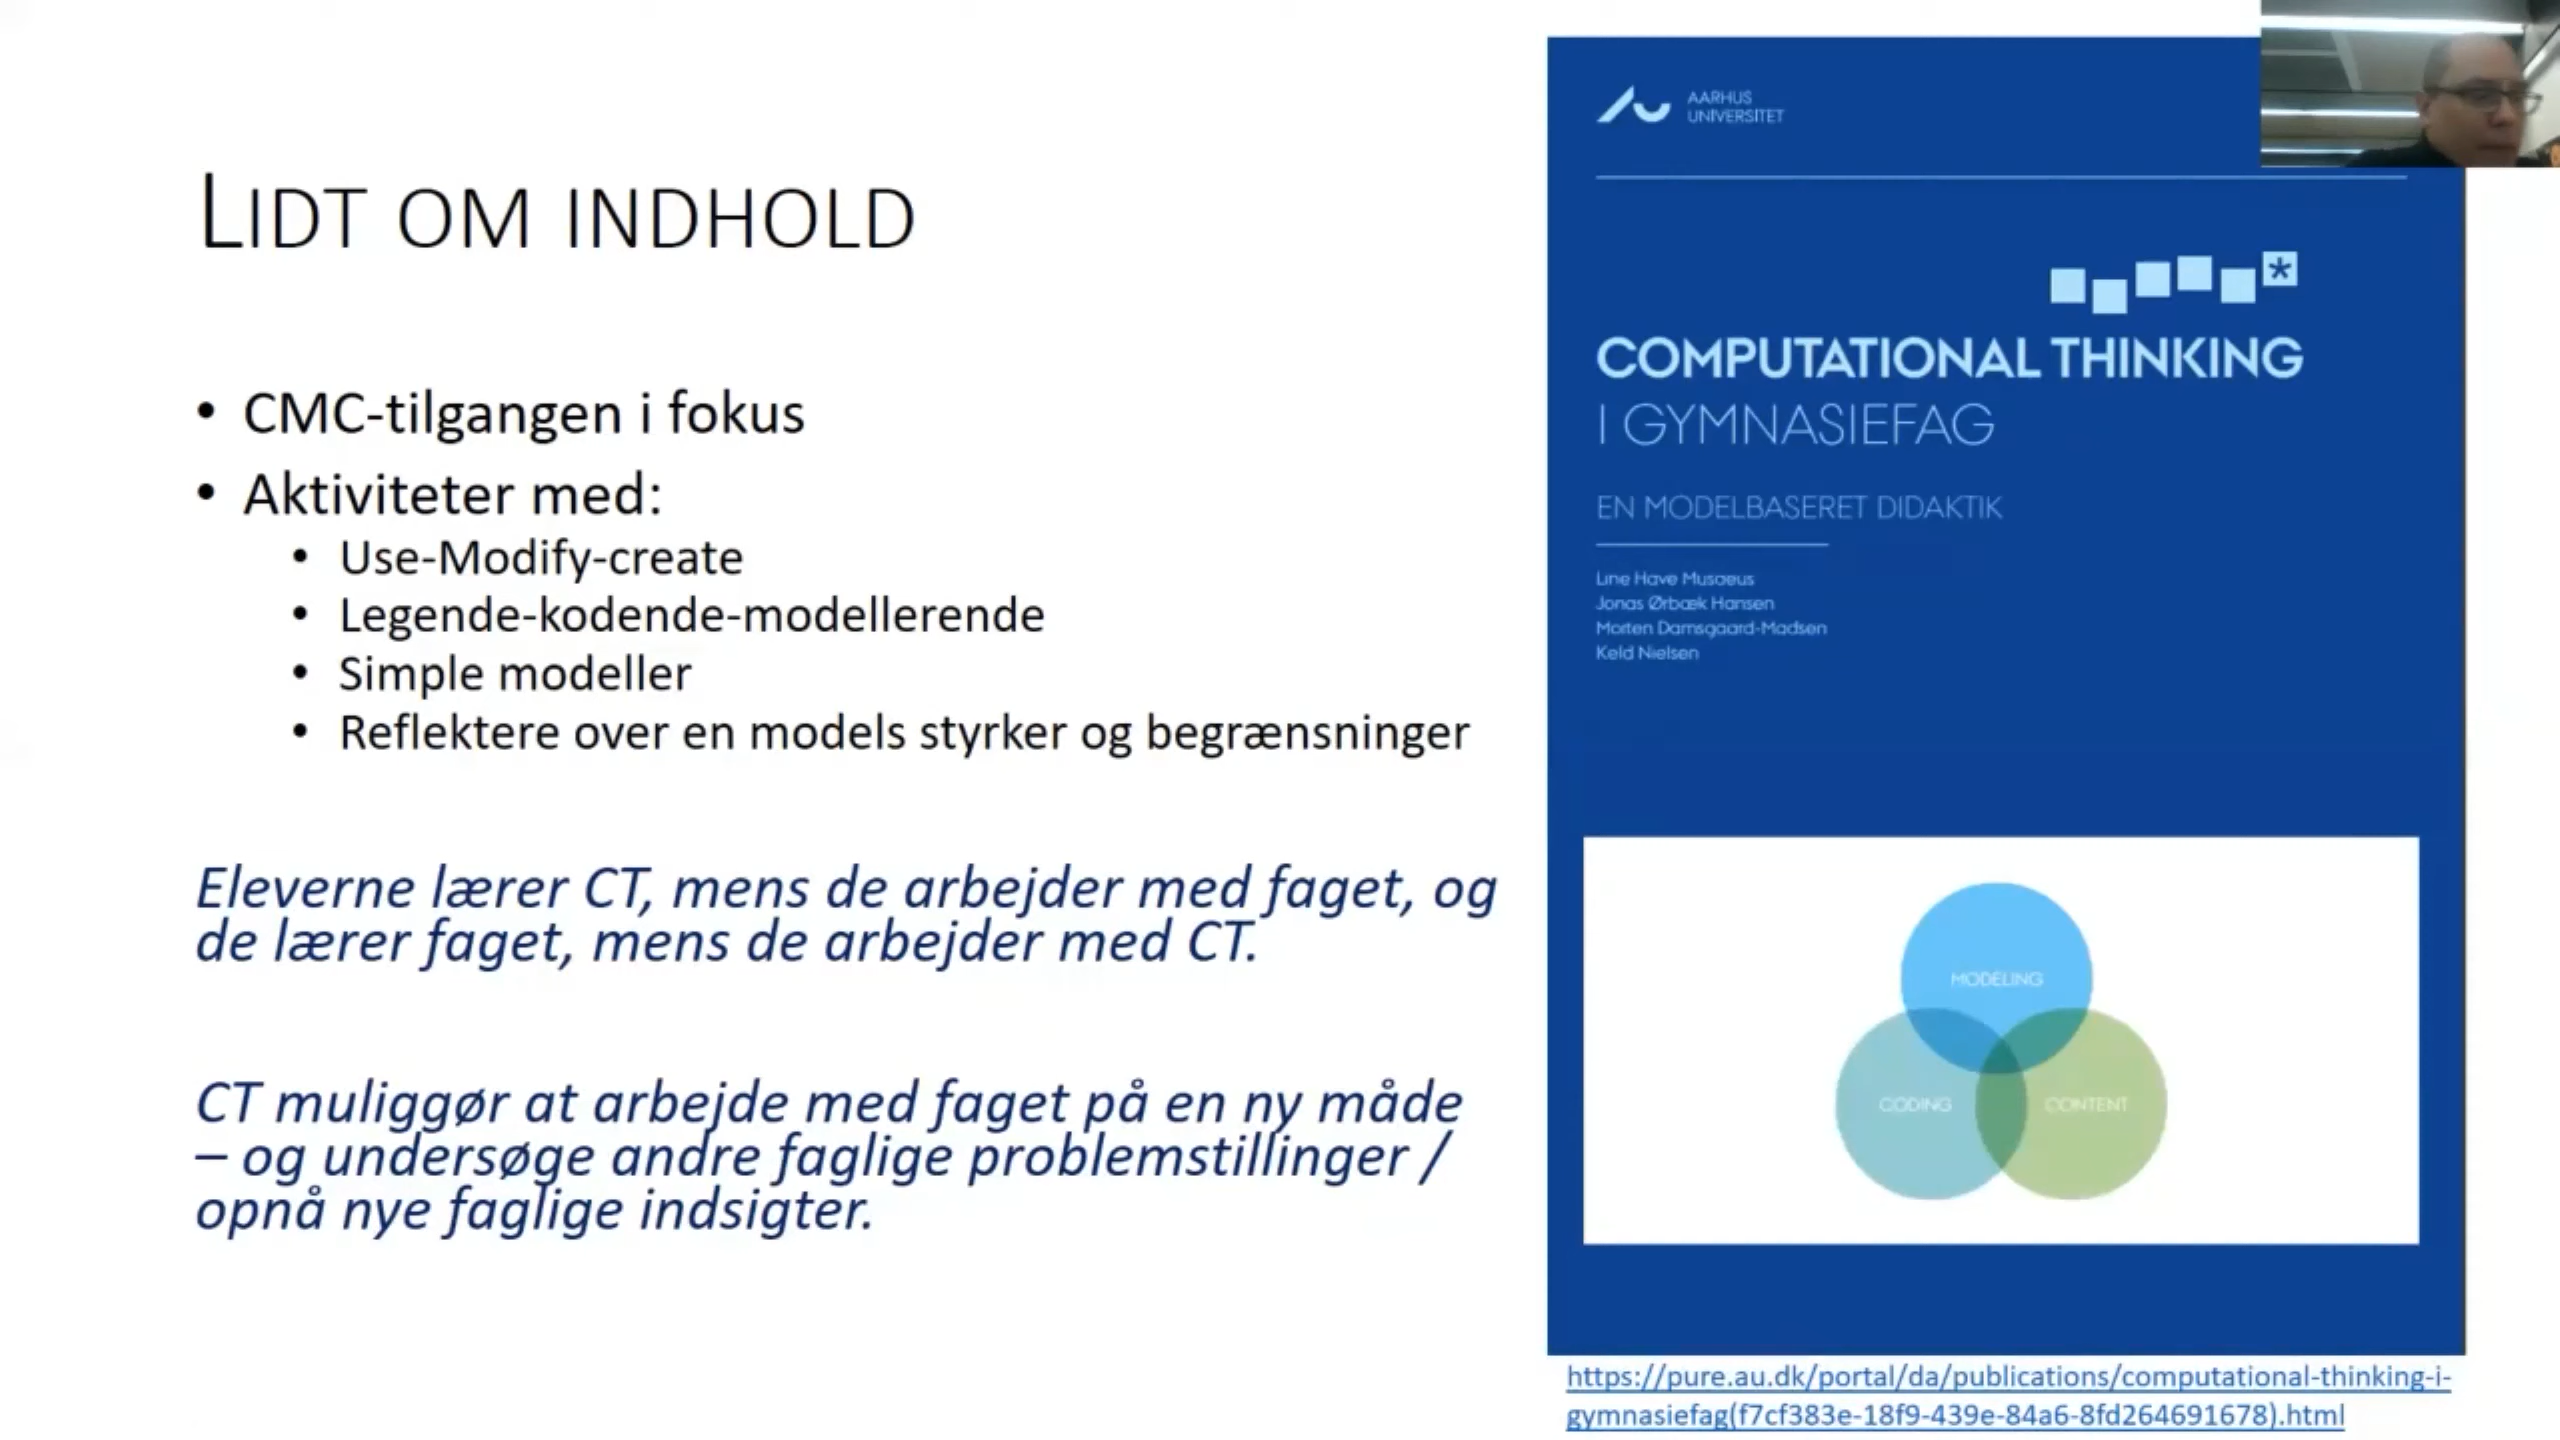 LIDT OM INDHOLD
• CMC-tilgangen i fokus
• Aktiviteter med:
• Use-Modify-create
• Legende-kodende-modellerende
• Simple modeller
• Reflektere over en models styrker og begrænsninger
Eleverne lærer CT, mens de arbejder med faget, og
de lærer faget, mens de arbejder med CT.
CT muliggør at arbejde med faget på en ny måde
– og undersøge andre faglige problemstillinger /
opnå nye faglige indsigter.
AARHUS
UNIVERSITET
*
COMPUTATIONAL THINKING
I GYMNASIEFAG
EN MODELBASERET DIDAKTIK
Line Have Musaeus
Jonas Ørbæk Hansen
Morten Damsgaard-Madsen
Keld Nielsen
MODELING
CODING
CONTENT
https://pure.au.dk/portal/da/publications/computational-thinking-i-
gymnasiefag(f7cf383e-18f9-439e-84a6-8fd264691678).html